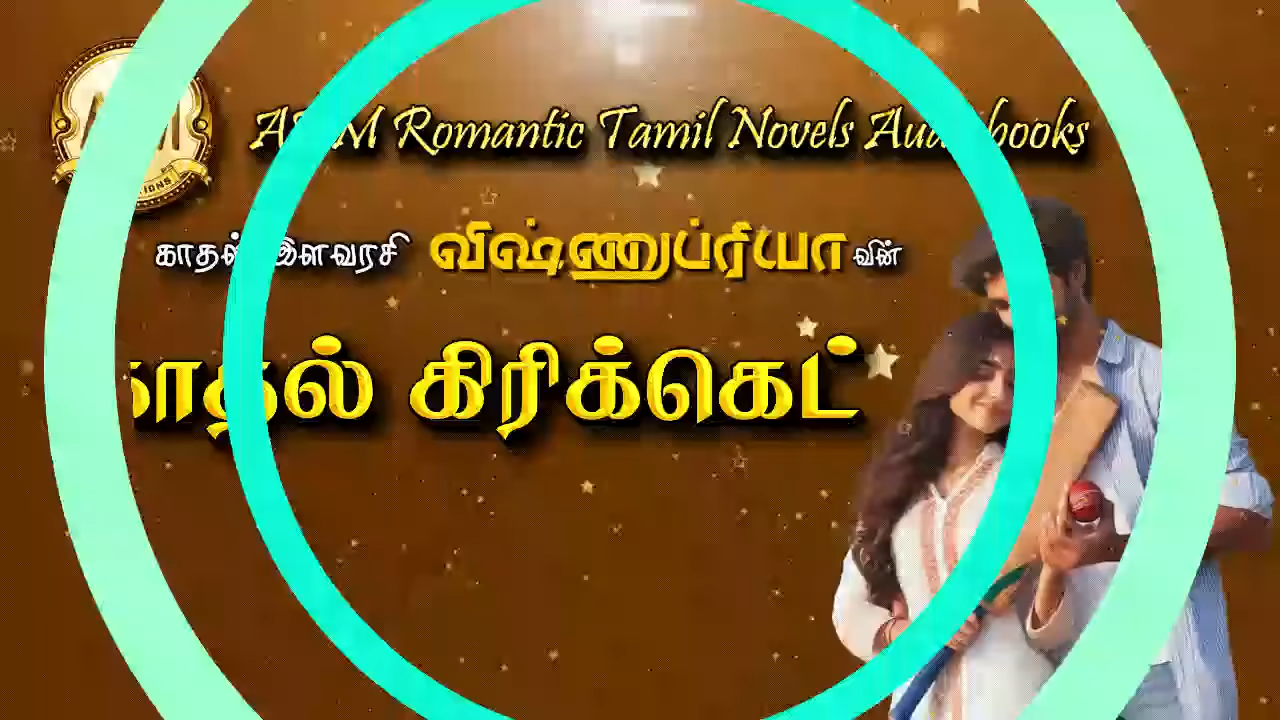 Romantic Tamil Novels
காதல் இளவரசி விஷ்ணுப்ரியா வின்
காதல் கிரிக்கெட்